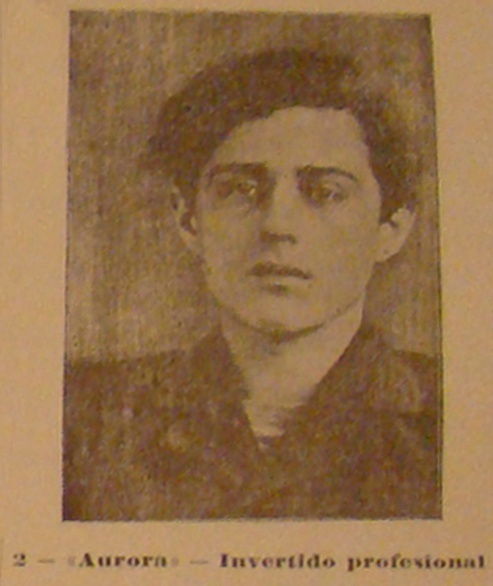 2 — «Aurora» — Invertido profesional